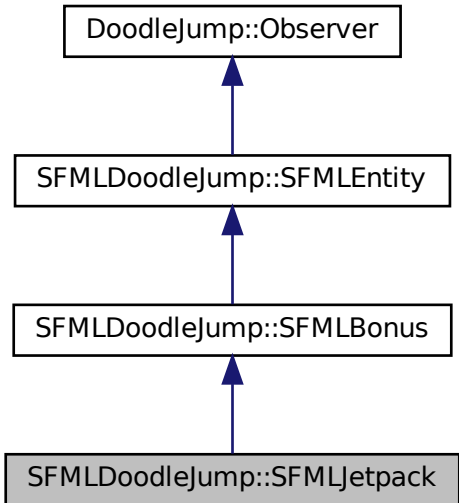 DoodleJump::Observer
SFMLDoodleJump::SFMLEntity
SFMLDoodleJump::SFMLBonus
SFMLDoodleJump::SFMLJetpack